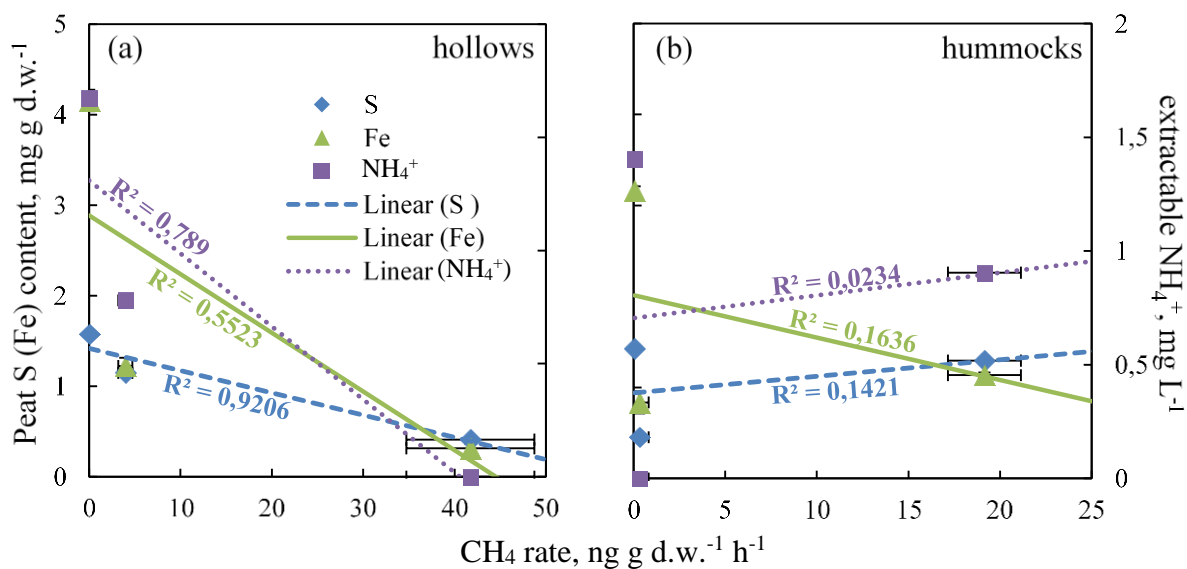 (a) hollows
(b) hummocks
Peat S (Fe) content, mg g d.w.⁻¹
5
4
3
2
1
0
S
Fe
NH₄⁺
Linear (S )
Linear (Fe)
Linear (NH₄⁺)
R² = 0,789
R² = 0,5523
R² = 0,9206
0 10 20 30 40 50
R² = 0,0234
R² = 0,1636
R² = 0,1421
0 5 10 15 20 25
2
1,5
1
0,5
0
extractable NH₄⁺, mg L⁻¹
CH₄ rate, ng g d.w.⁻¹ h⁻¹